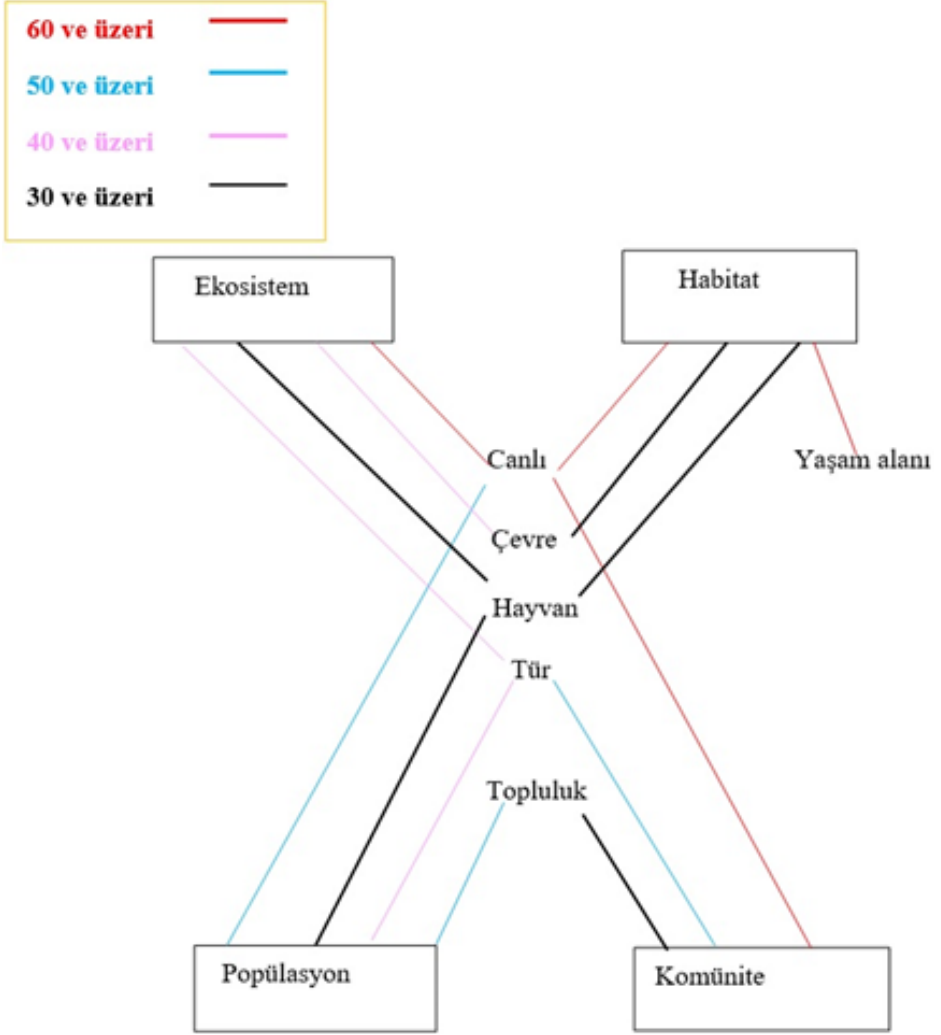 60 ve üzeri
50 ve üzeri
40 ve üzeri
30 ve üzeri
Ekosistem
Habitat
Canlı
Yaşam alanı
Çevre
Hayvan
Tür
Topluluk
Popülasyon
Komünite